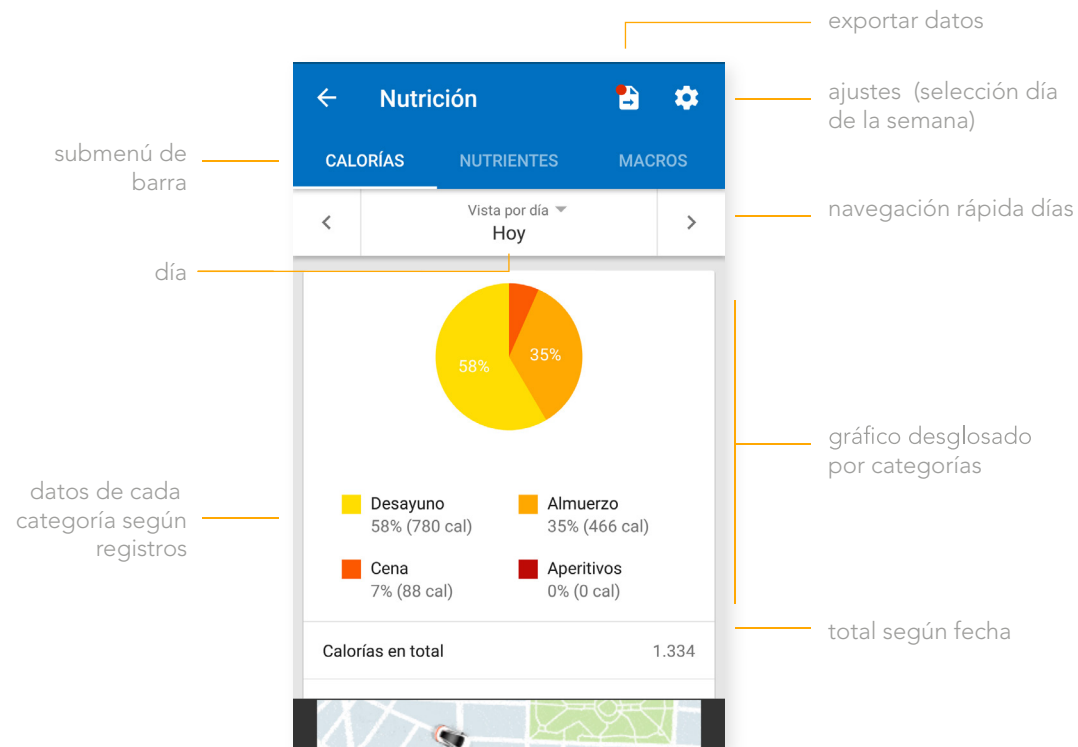 exportar datos
Nutrición
ajustes (selección día
de la semana)
submenú de
barra
CALORÍAS
NUTRIENTES
MACROS
navegación rápida días
Vista por día
Hoy
día
58%
35%
gráfico desglosado
por categorías
datos de cada
categoría según
registros
Desayuno
58% (780 cal)
Almuerzo
35% (466 cal)
Cena
7% (88 cal)
Aperitivos
0% (0 cal)
total según fecha
Calorías en total
1.334